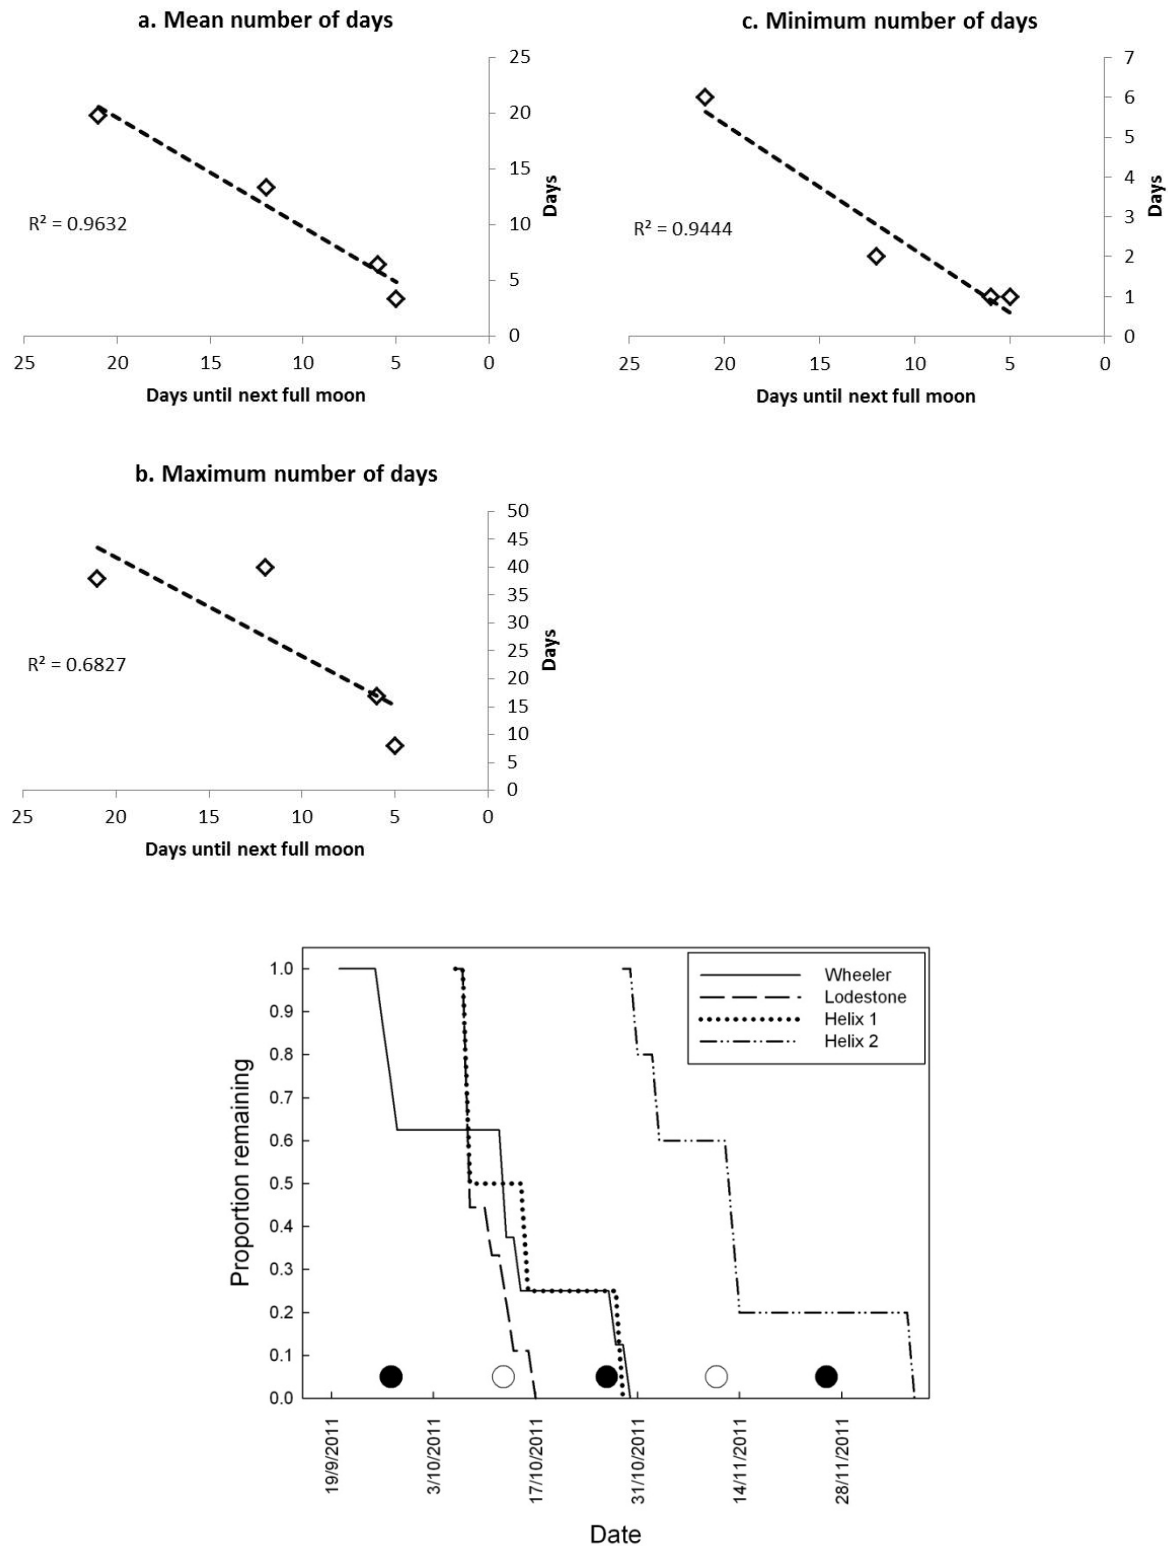 a. Mean number of days
25
20
15
10
5
0
Days
R² = 0.9632
25 20 15 10 5 0
Days until next full moon
c. Minimum number of days
7
6
5
4
3
2
1
0
Days
R² = 0.9444
25 20 15 10 5 0
Days until next full moon
b. Maximum number of days
50
45
40
35
30
25
20
15
10
5
0
Days
R² = 0.6827
25 20 15 10 5 0
Days until next full moon
Proportion remaining
1.0
0.9
0.8
0.7
0.6
0.5
0.4
0.3
0.2
0.1
0.0
Wheeler
Lodestone
Helix 1
Helix 2
19/9/2011
3/10/2011
17/10/2011
31/10/2011
14/11/2011
28/11/2011
Date